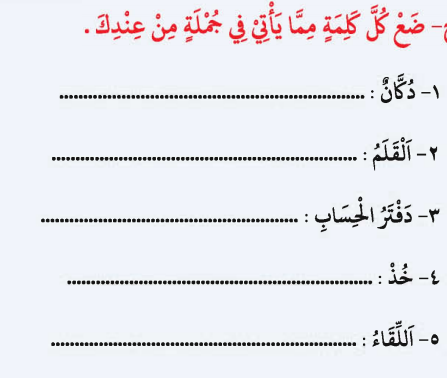 - ضَعْ كُلَّ كَلِمَةٍ مِمَّا يَأْتِيْ فِي جُمْلَةٍ مِنْ عِنْدِكَ .
١- دُكَّانٌ : ..............................................................
٢- اَلْقَلَمُ : ..............................................................
٣- دَفْتَرُ الْحِسَابِ : ....................................................
٤- خُذْ : ..............................................................
٥- اَللِّقَاءُ : ..............................................................